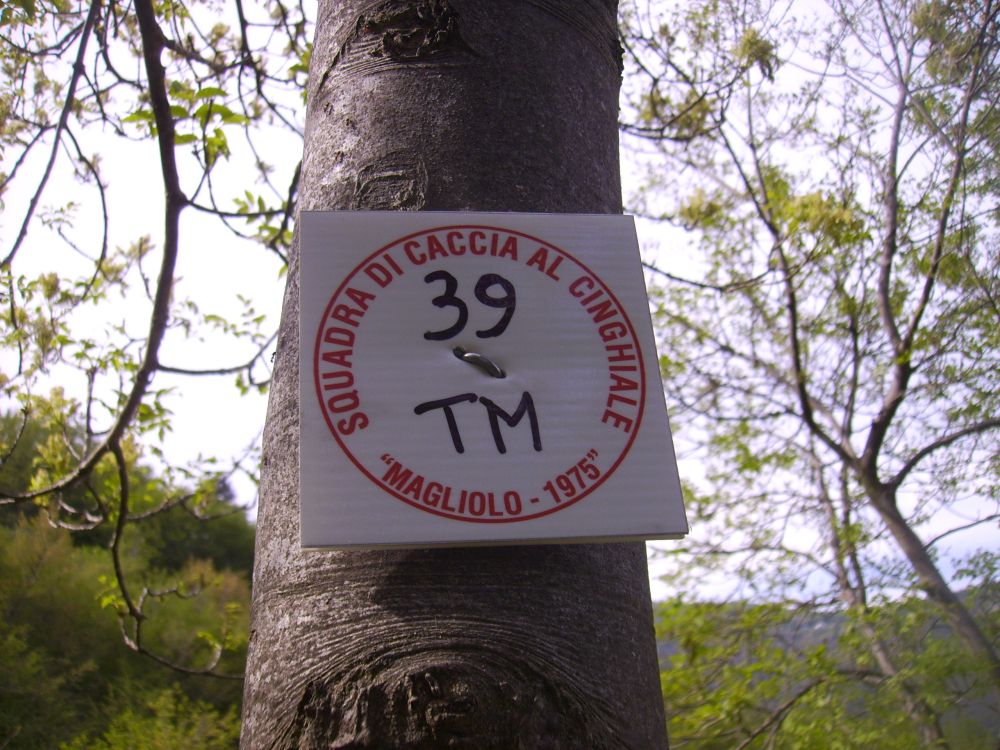 SQUADRA DI CACCIA AL CINGHIALE
39
TM
"MAGLIOLO - 1975"